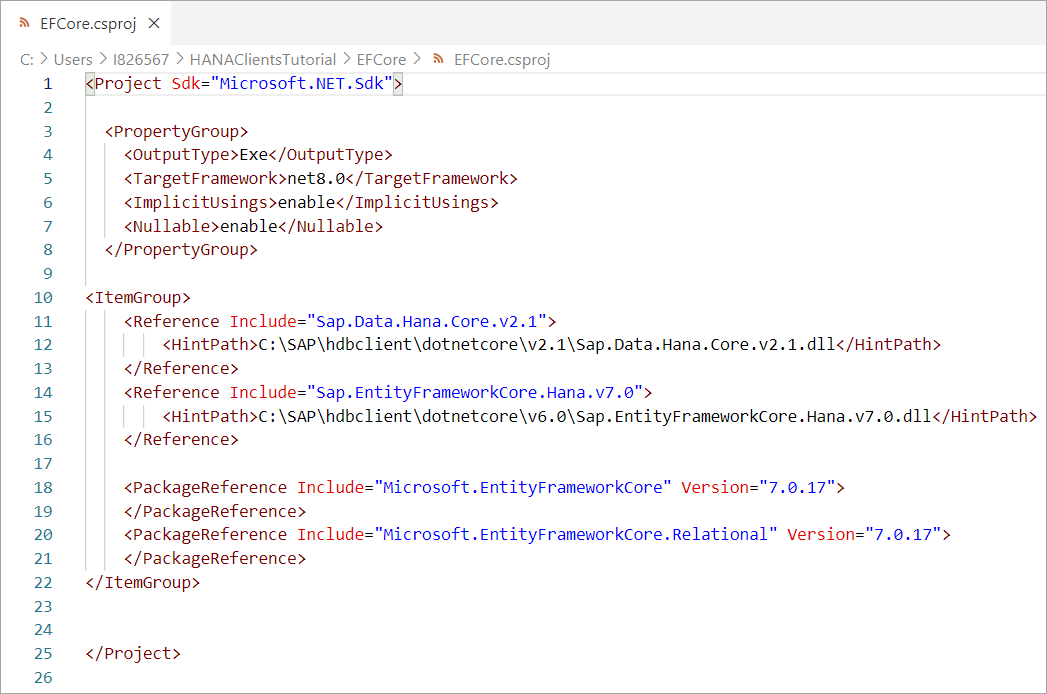 EFCore.csproj
C: > Users > I826567 > HANAClientsTutorial > EFCore > EFCore.csproj
1 <Project Sdk="Microsoft.NET.Sdk">
2
3 <PropertyGroup>
4 <OutputType>Exe</OutputType>
5 <TargetFramework>net8.0</TargetFramework>
6 <ImplicitUsings>enable</ImplicitUsings>
7 <Nullable>enable</Nullable>
8 </PropertyGroup>
9
10 <ItemGroup>
11 <Reference Include="Sap.Data.Hana.Core.v2.1">
12 <HintPath>C:\SAP\hdbclient\dotnetcore\v2.1\Sap.Data.Hana.Core.v2.1.dll</HintPath>
13 </Reference>
14 <Reference Include="Sap.EntityFrameworkCore.Hana.v7.0">
15 <HintPath>C:\SAP\hdbclient\dotnetcore\v6.0\Sap.EntityFrameworkCore.Hana.v7.0.dll</HintPath>
16 </Reference>
17
18 <PackageReference Include="Microsoft.EntityFrameworkCore" Version="7.0.17">
19 </PackageReference>
20 <PackageReference Include="Microsoft.EntityFrameworkCore.Relational" Version="7.0.17">
21 </PackageReference>
22 </ItemGroup>
23
24
25 </Project>
26